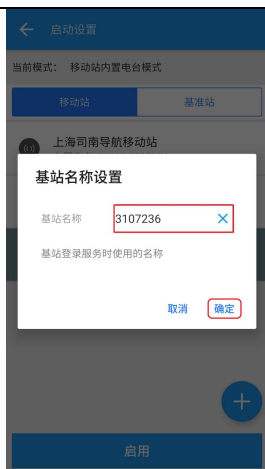 启动设置
当前模式： 移动站内置电台模式
移动站 基准站
上海司南导航移动站
基站名称设置
基站名称 3107236
基站登录服务时使用的名称
取消 确定
启用